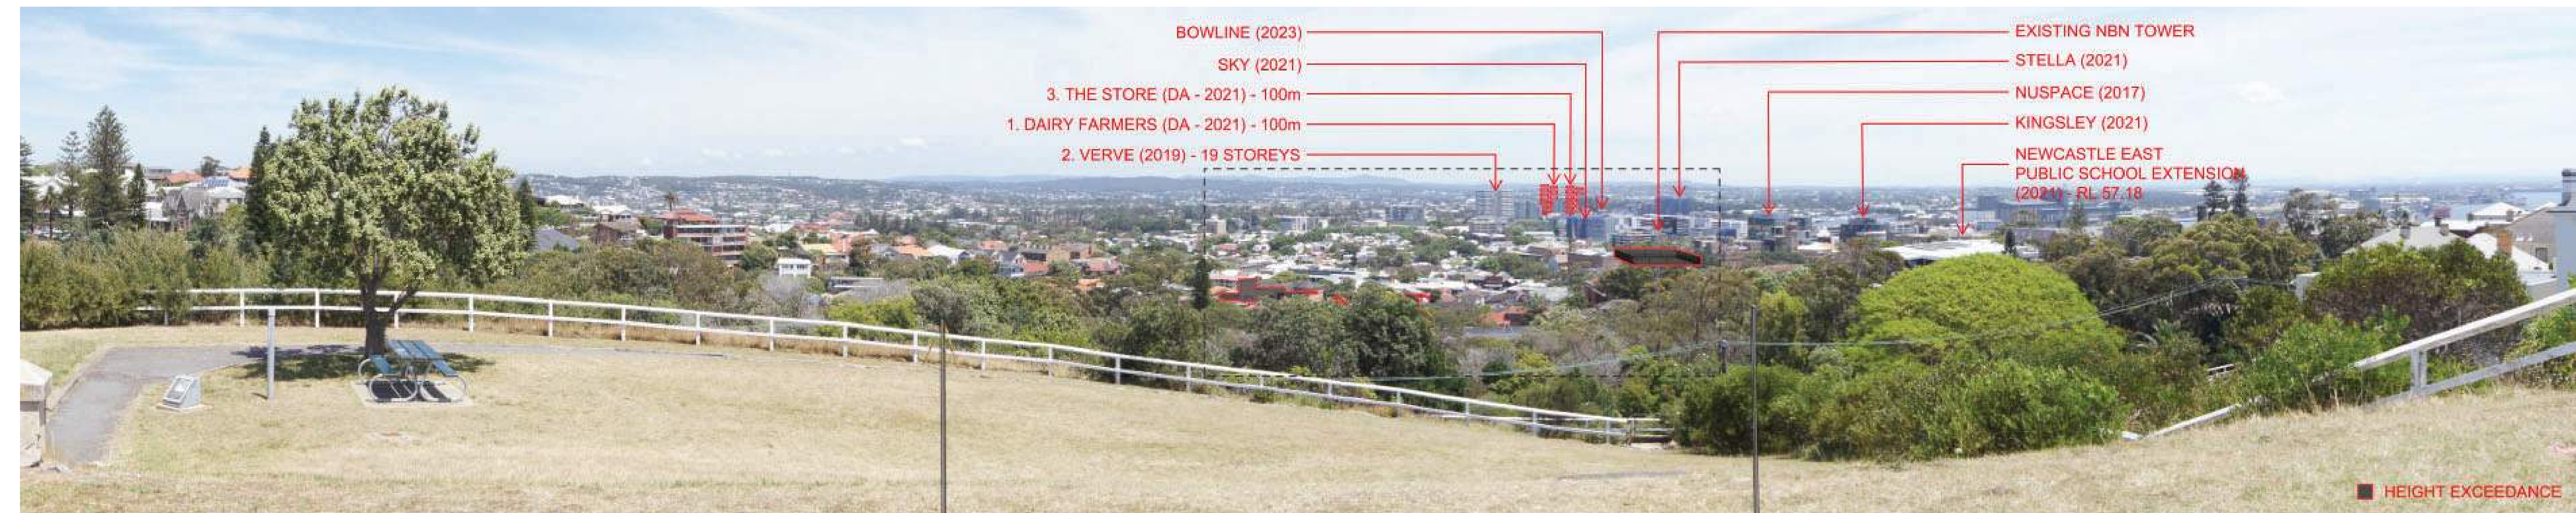 BOWLINE (2023)
SKY (2021)
3. THE STORE (DA - 2021) - 100m
1. DAIRY FARMERS (DA - 2021) - 100m
2. VERVE (2019) - 19 STOREYS
EXISTING NBN TOWER
STELLA (2021)
NUSPACE (2017)
KINGSLEY (2021)
NEWCASTLE EAST
PUBLIC SCHOOL EXTENSION
(2021) - RL 57.18
HEIGHT EXCEEDANCE